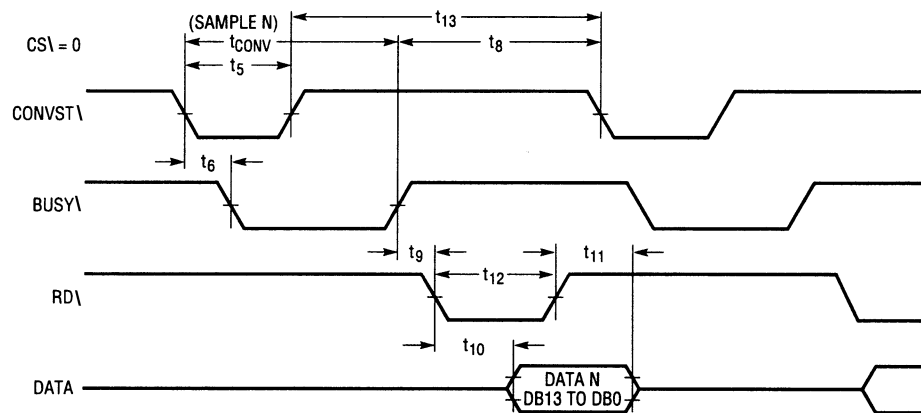 (SAMPLE N)
t13
CS\ = 0
tCONV
t8
t5
CONVST\
t6
BUSY\
t9
t11
t12
RD\
t10
DATA
DATA N
DB13 TO DB0